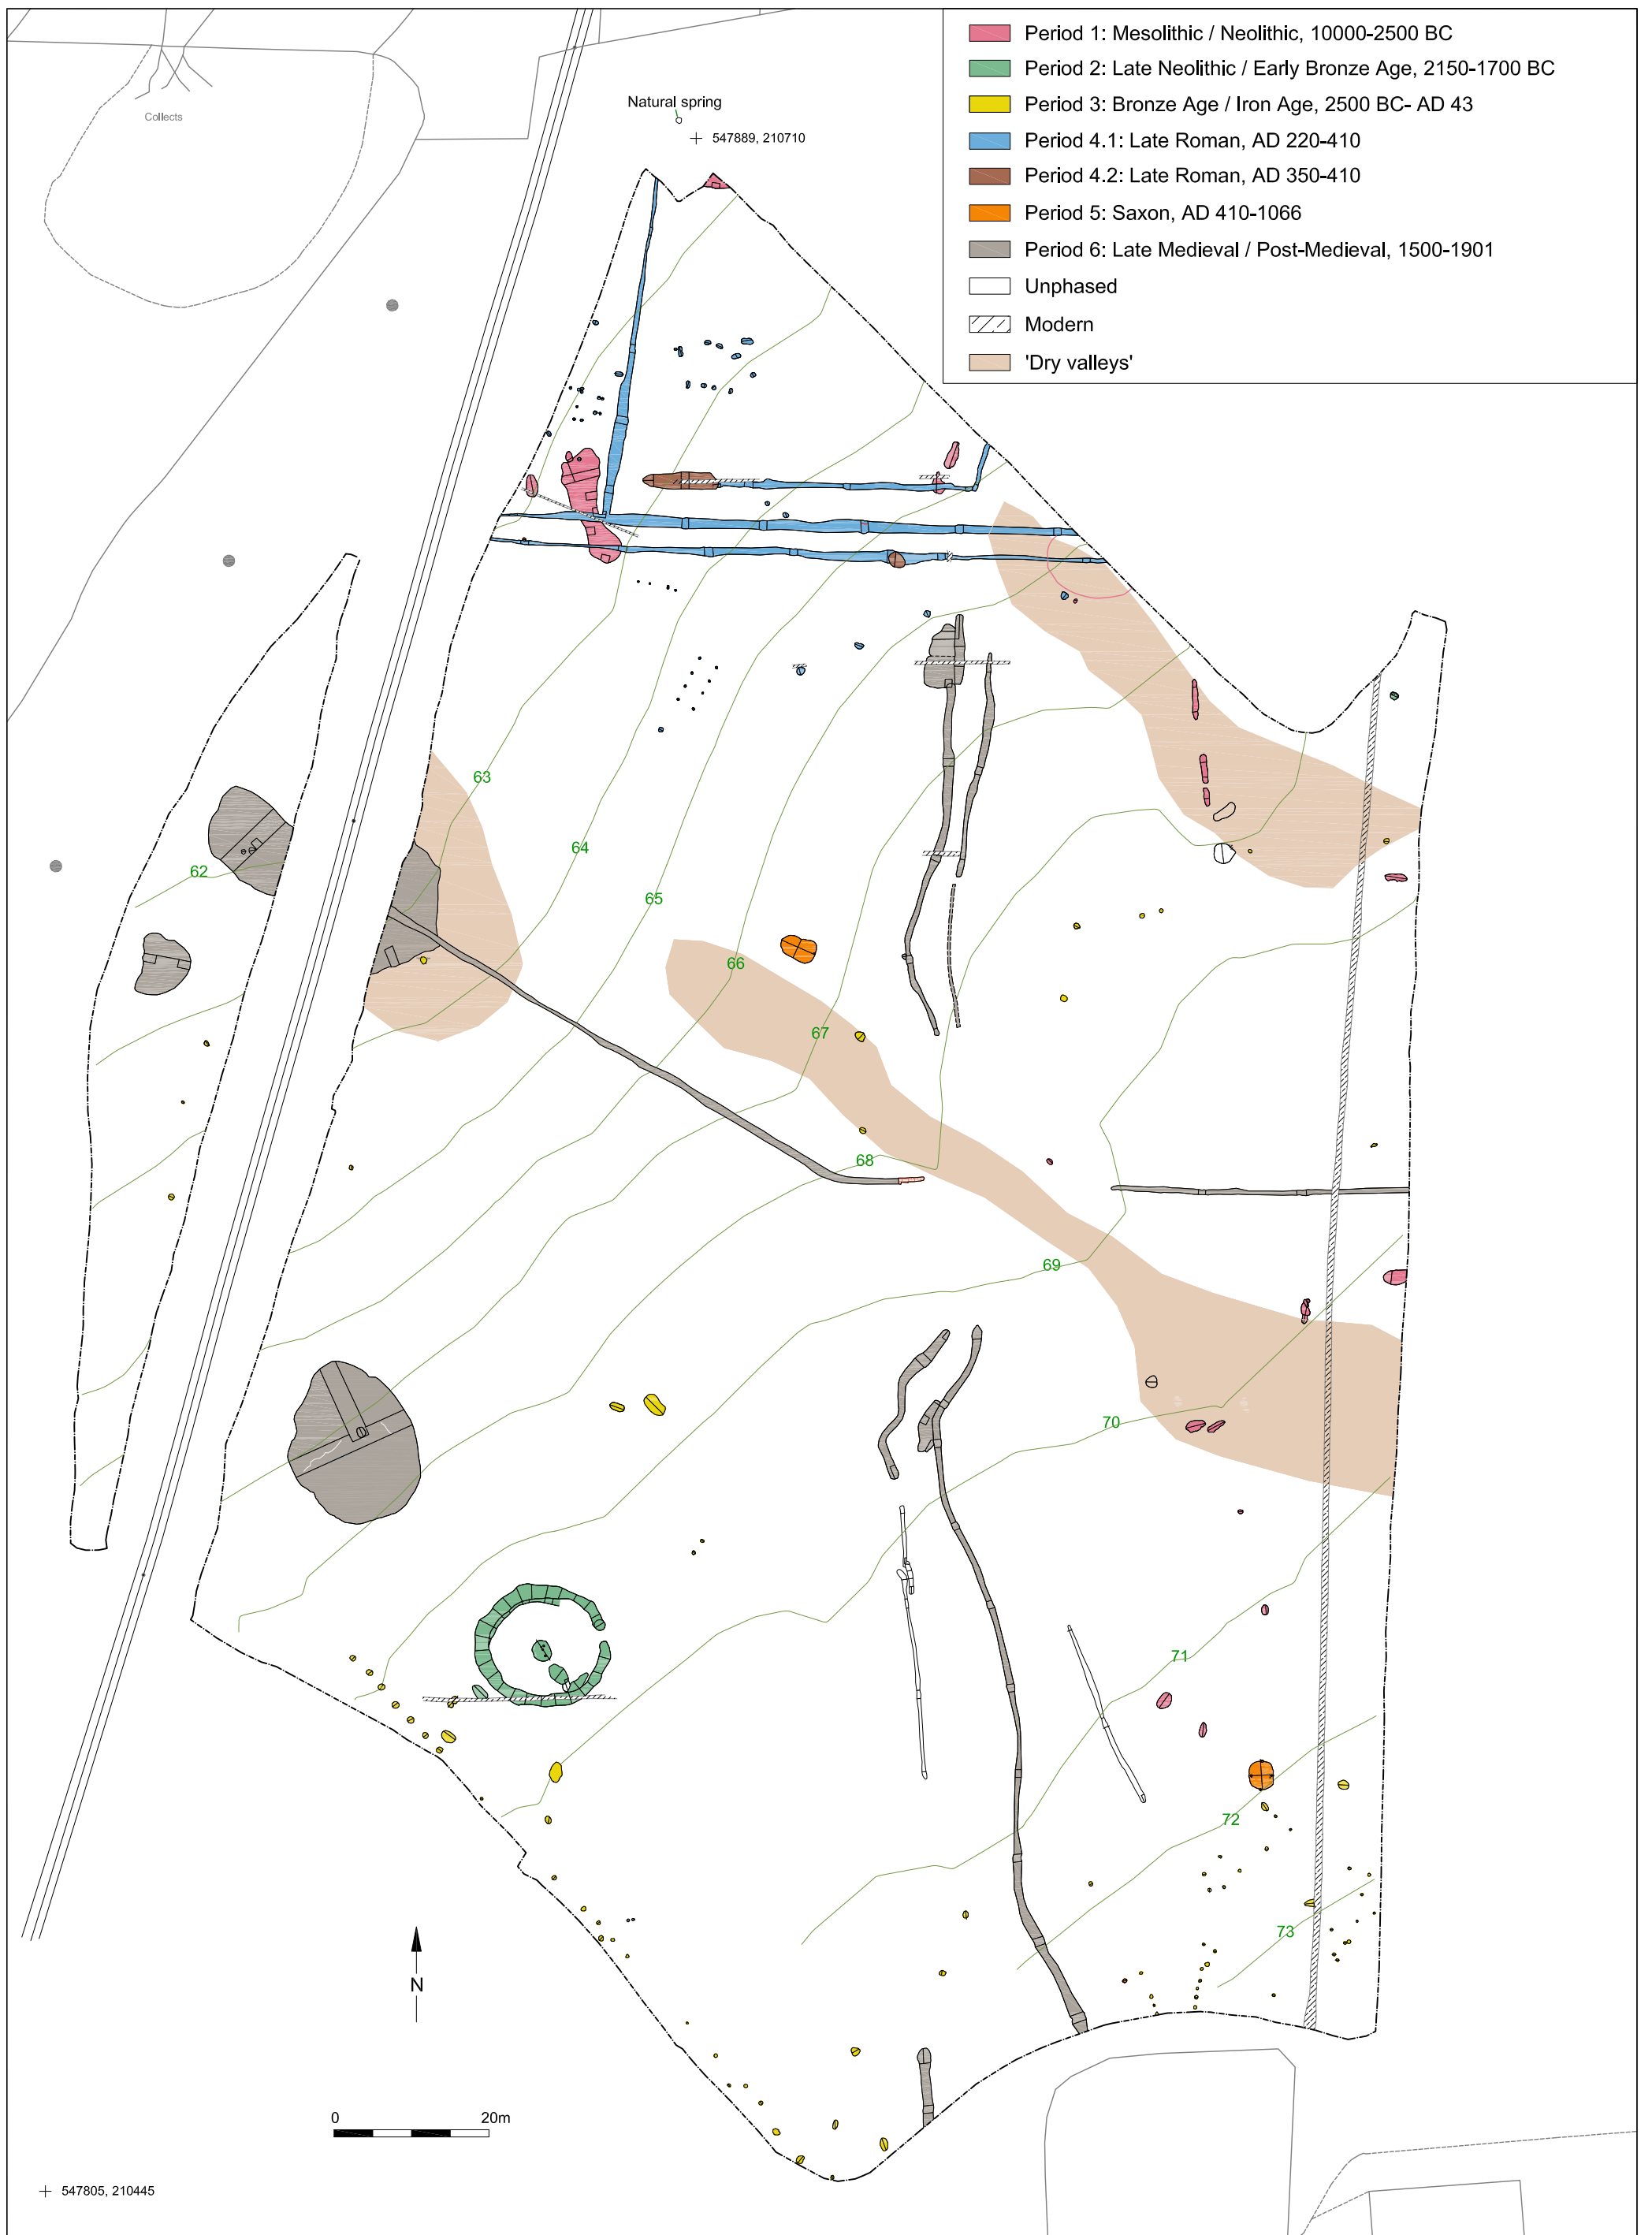 Period 1: Mesolithic / Neolithic, 10000-2500 BC
Period 2: Late Neolithic / Early Bronze Age, 2150-1700 BC
Period 3: Bronze Age / Iron Age, 2500 BC- AD 43
Period 4.1: Late Roman, AD 220-410
Period 4.2: Late Roman, AD 350-410
Period 5: Saxon, AD 410-1066
Period 6: Late Medieval / Post-Medieval, 1500-1901
Unphased
Modern
'Dry valleys'
Collects
Natural spring
547889, 210710
63
64
62
65
66
67
68
69
70
71
72
73
N
0 20m
547805, 210445